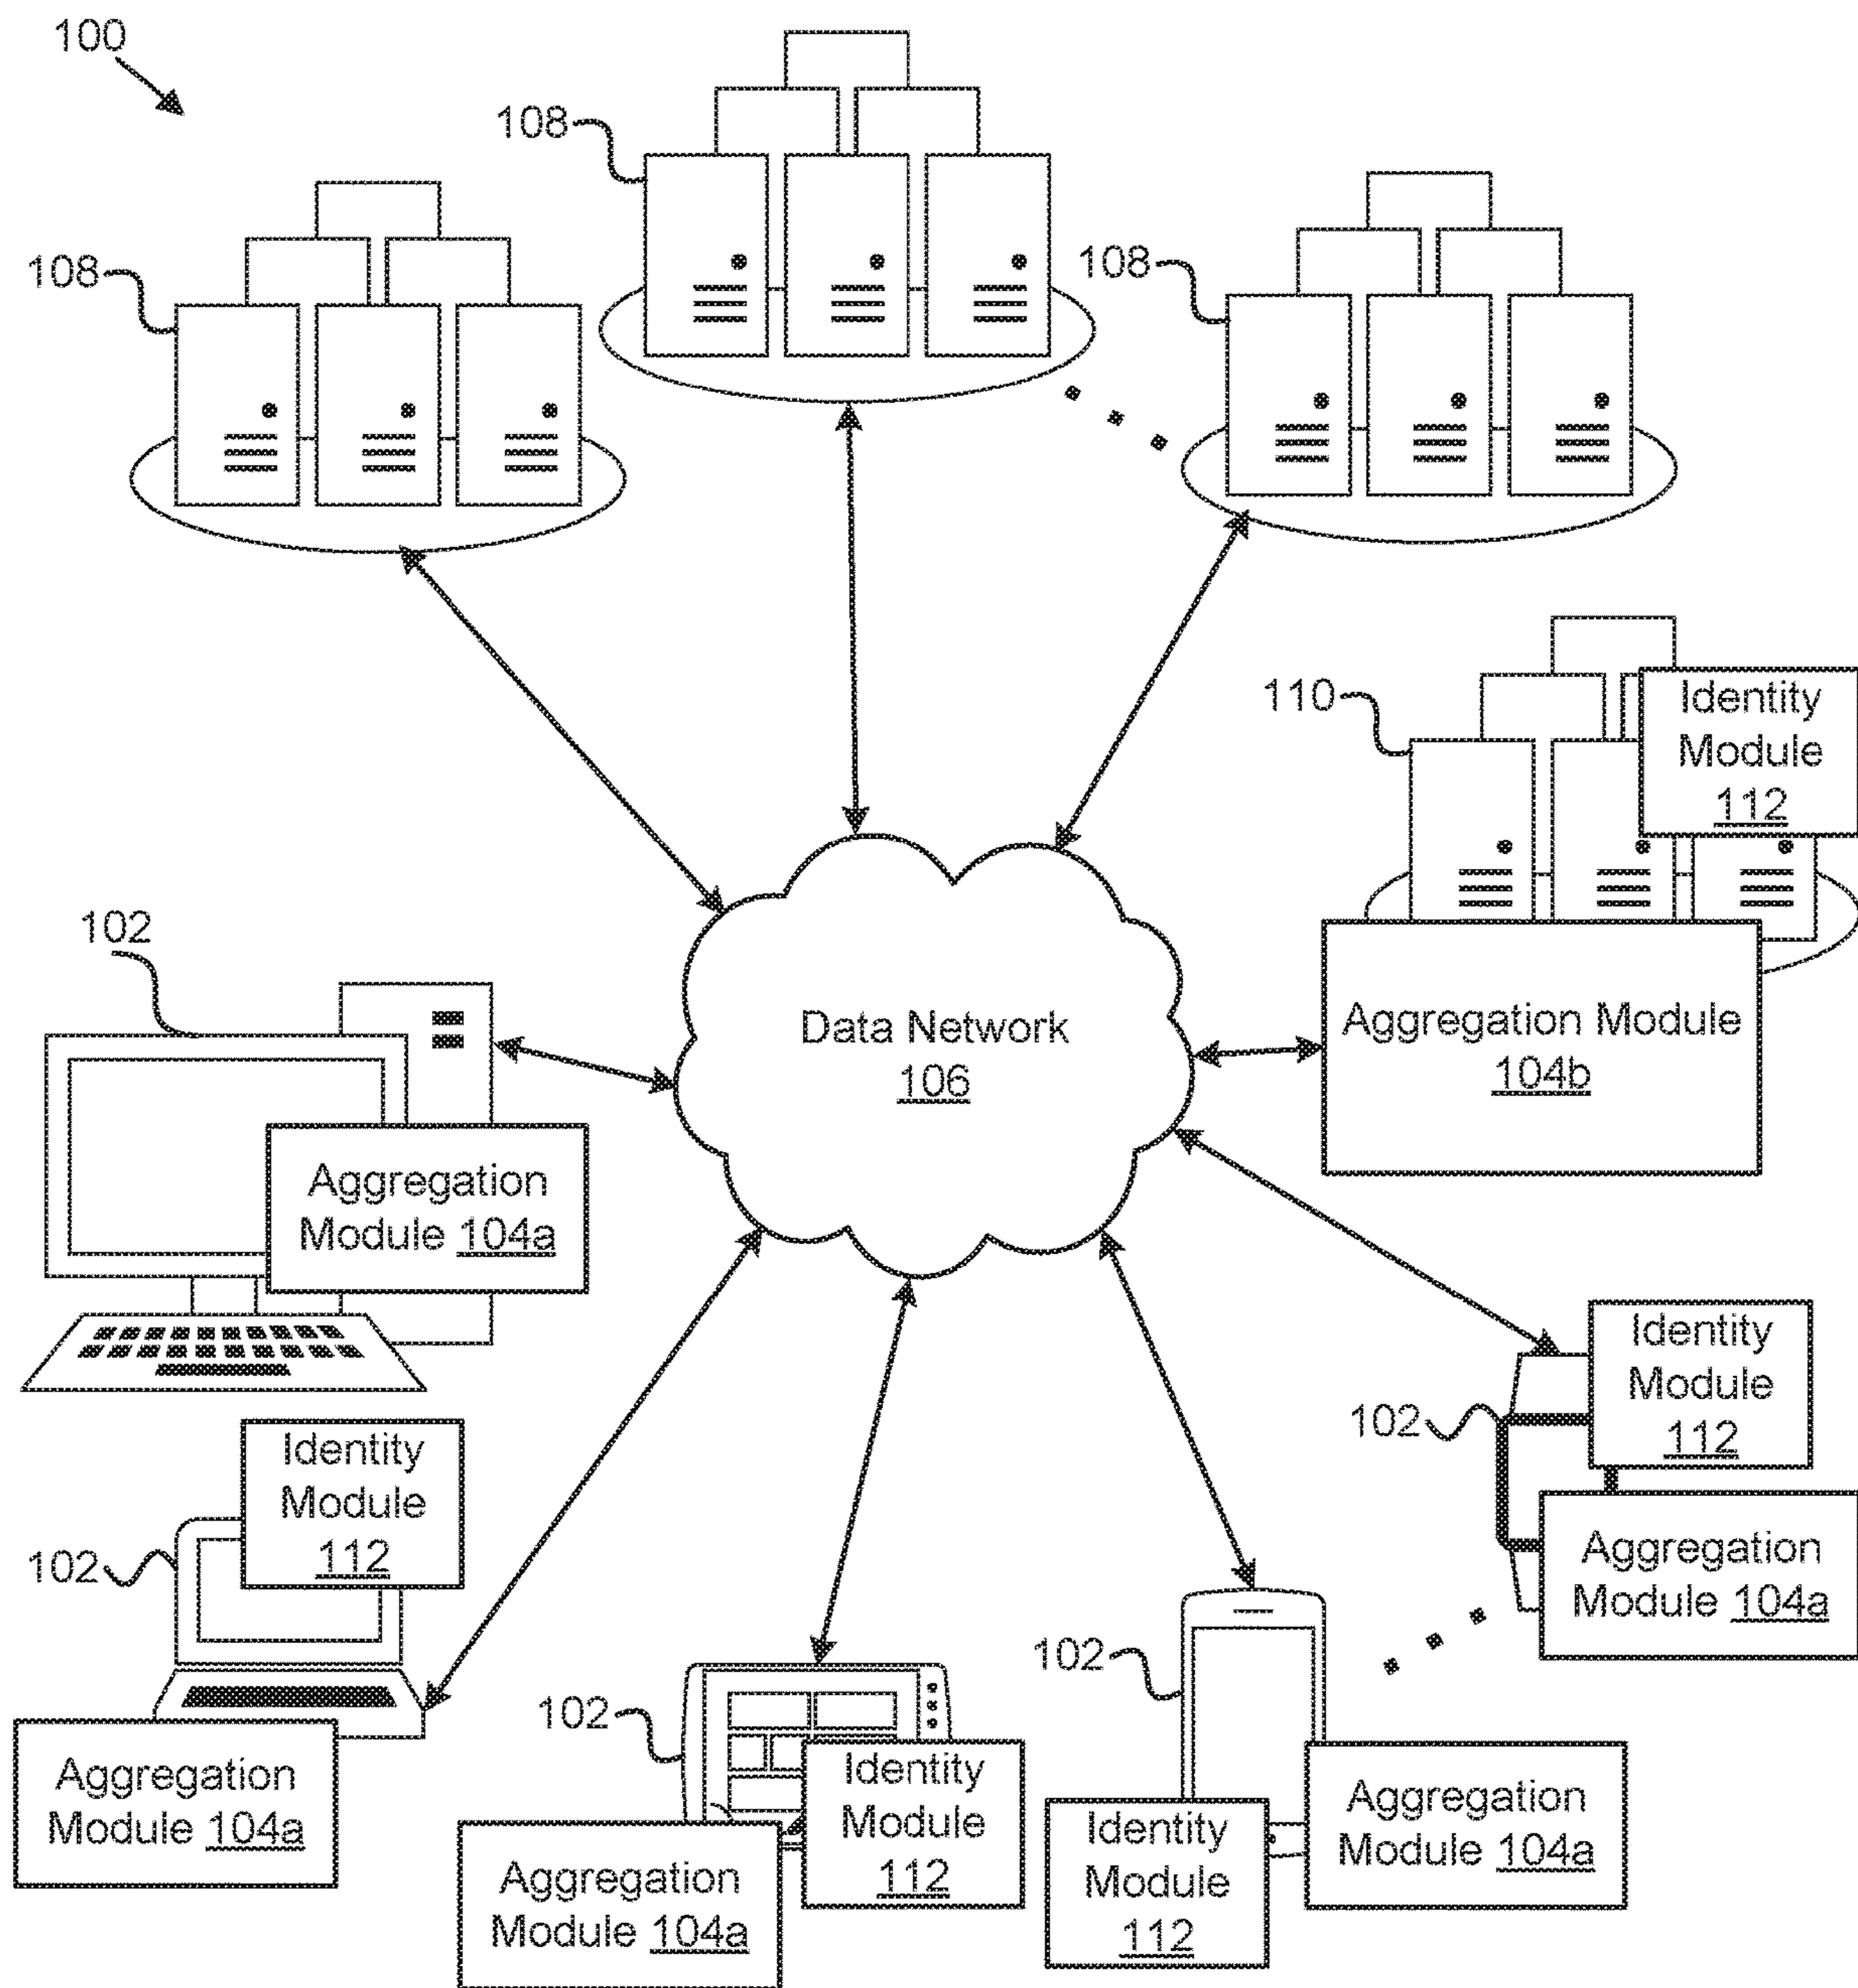 100
108
108
108
110
Identity
Module
112
102
Data Network
106
Aggregation Module
104b
Aggregation
Module 104a
Identity
Module
112
102
Identity
Module
112
102
Aggregation
Module 104a
102
102
Identity
Module
112
Aggregation
Module 104a
Aggregation
Module 104a
Identity
Module
112
Aggregation
Module 104a